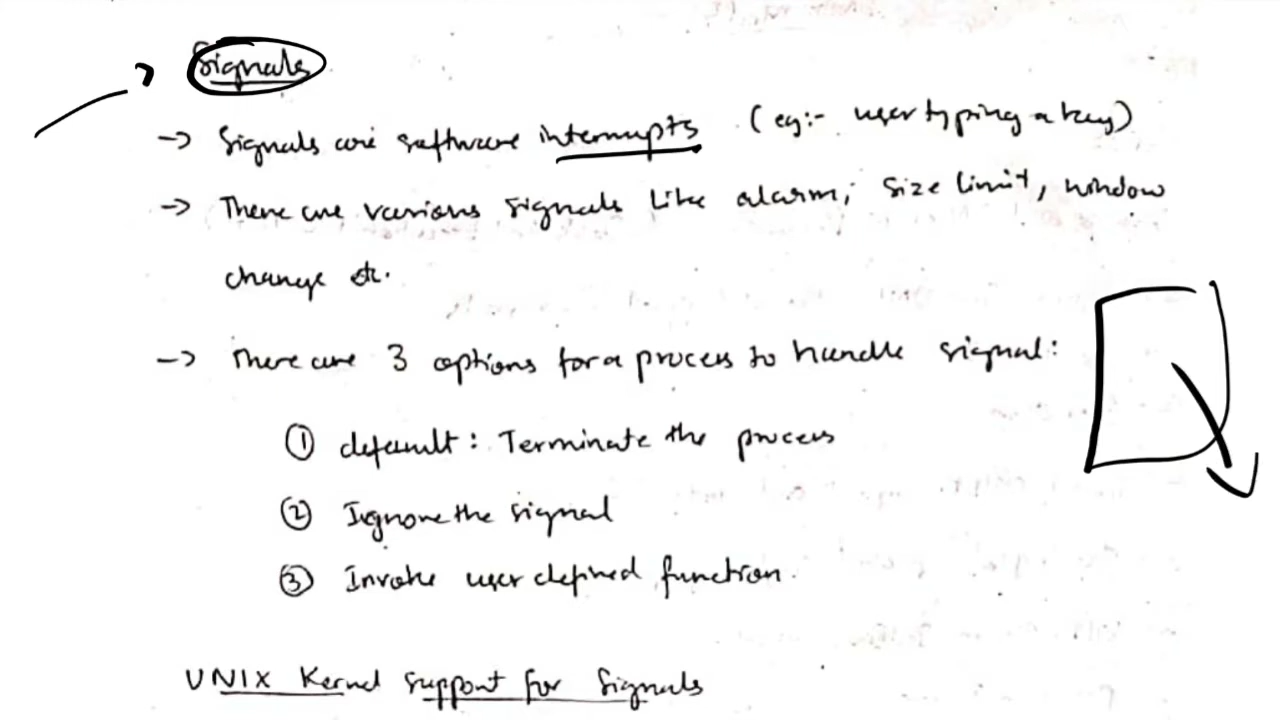 Signals
→ Signals are software interrupts (eg:- user typing a key)
→ There are various signals like alarm, size limit, window
change etc.
→ There are 3 options for a process to handle signal:
① default: Terminate the process
② Ignore the signal
③ Invoke user defined function.
UNIX Kernel support for Signals